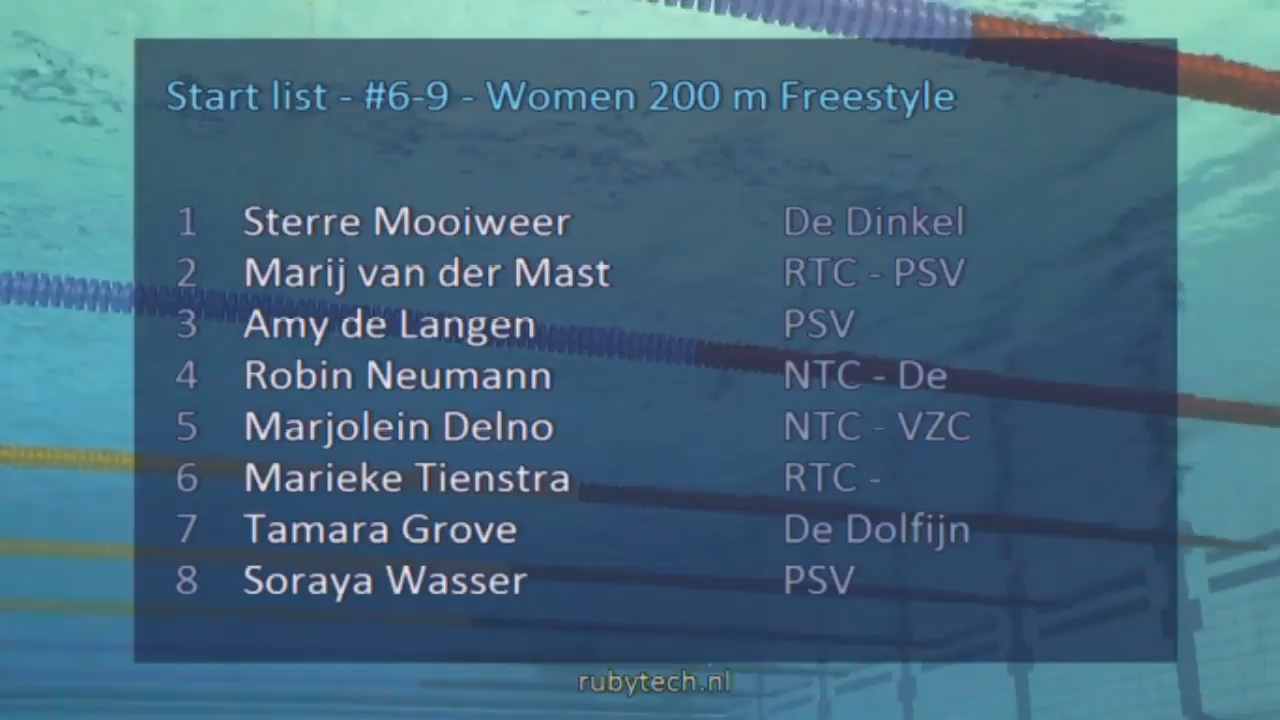 Start list - #6-9 - Women 200 m Freestyle
1 Sterre Mooiweer De Dinkel
2 Marij van der Mast RTC - PSV
3 Amy de Langen PSV
4 Robin Neumann NTC - De
5 Marjolein Delno NTC - VZC
6 Marieke Tienstra RTC -
7 Tamara Grove De Dolfijn
8 Soraya Wasser PSV
rubytech.nl